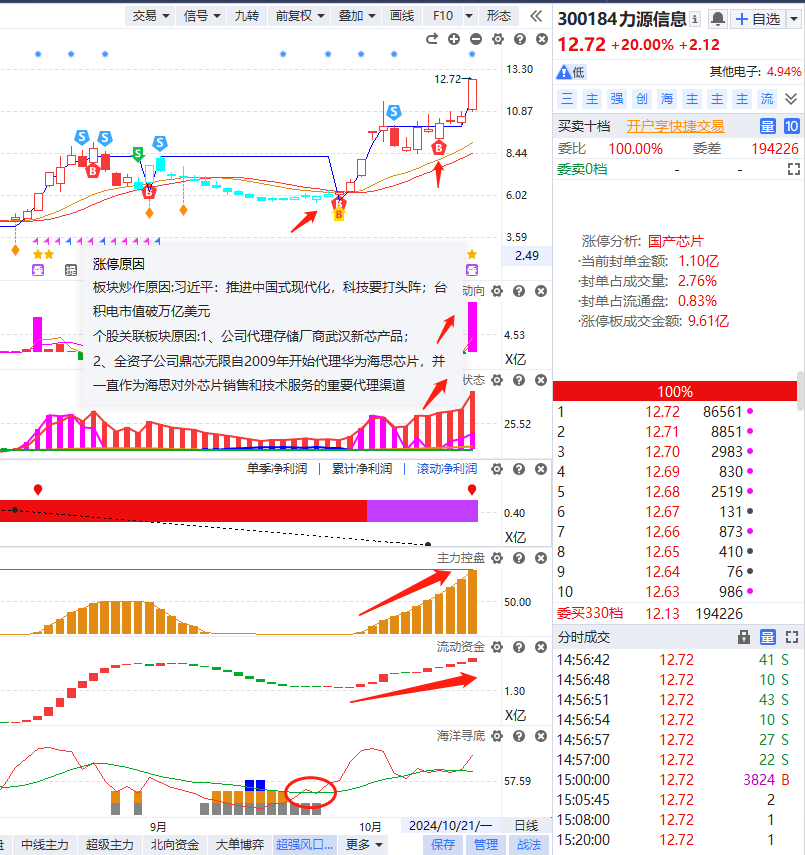 交易 信号 九转 前复权 叠加 画线 F10 形态
300184 力源信息 自选
12.72 +20.00% +2.12
低 其他电子: 4.94%
三 主 强 创 海 主 主 主 流
买卖十档 开户享快捷交易 量 10
委比 100.00% 委差 194226
委卖0档 - -
12.72
13.30
10.87
8.44
6.02
3.59
2.49
S S S S S
B B B B
涨停分析: 国产芯片
·当前封单金额: 1.10亿
·封单占成交量: 2.76%
·封单占流通盘: 0.83%
·涨停板成交金额: 9.61亿
涨停原因
板块炒作原因:习近平：推进中国式现代化，科技要打头阵；台
积电市值破万亿美元
个股关联板块原因:1、公司代理存储厂商武汉新芯产品；
2、全资子公司鼎芯无限自2009年开始代理华为海思芯片，并
一直作为海思对外芯片销售和技术服务的重要代理渠道
动向
4.53
X亿
状态
25.52
单季净利润 | 累计净利润 | 滚动净利润
0.40
X亿
主力控盘
50.00
流动资金
1.30
X亿
海洋寻底
57.59
9月 10月 2024/10/21/一 日线
中线主力 超级主力 北向资金 大单博弈 超强风口... 更多 保存 管理 战法
100%
1 12.72 86561
2 12.71 8851
3 12.70 2983
4 12.69 830
5 12.68 2519
6 12.67 131
7 12.66 873
8 12.65 410
9 12.64 76
10 12.63 986
委买330档 12.13 194226
分时成交 量
14:56:42 12.72 41 S
14:56:48 12.72 10 S
14:56:51 12.72 43 S
14:56:54 12.72 10 S
14:56:57 12.72 27 S
14:57:00 12.72 22 S
15:00:00 12.72 3824 B
15:05:45 12.72 2
15:08:00 12.72 1
15:20:00 12.72 1